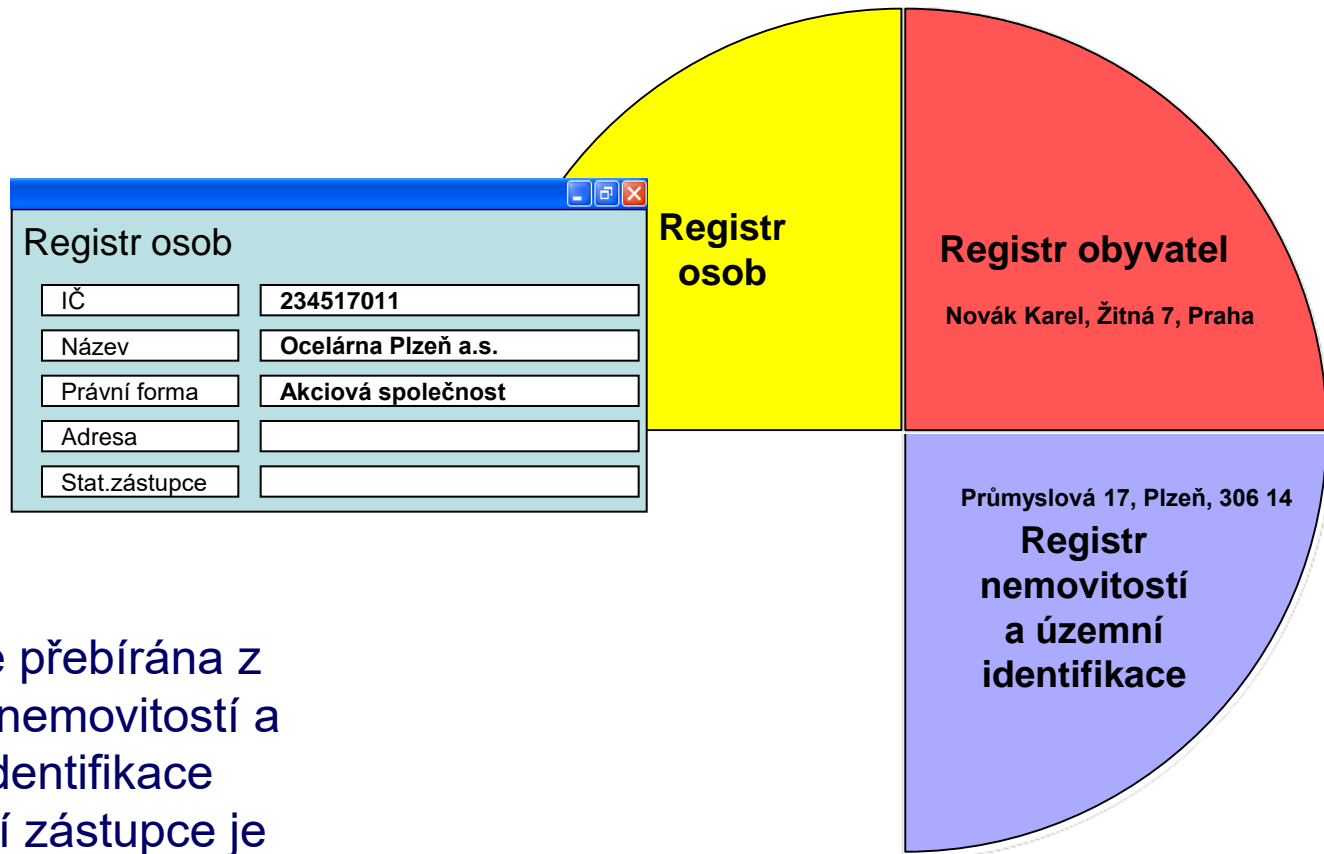 Registr osob
IČ
234517011
Název
Ocelárna Plzeň a.s.
Právní forma
Akciová společnost
Adresa
Stat.zástupce
Registr
osob
Registr obyvatel
Novák Karel, Žitná 7, Praha
Průmyslová 17, Plzeň, 306 14
Registr
nemovitostí
a územní
identifikace
přebírána z
nemovitostí a
dentifikace
í zástupce je